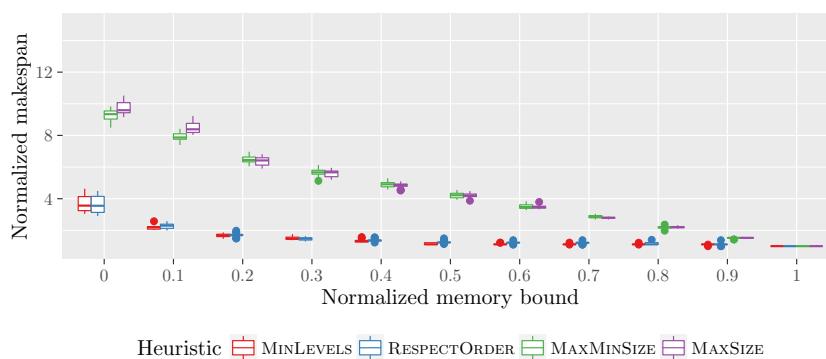 Normalized makespan
12
8
4
0 0.1 0.2 0.3 0.4 0.5 0.6 0.7 0.8 0.9 1
Normalized memory bound
Heuristic MINLEVELS RESPECTORDER MAXMINSIZE MAXSIZE